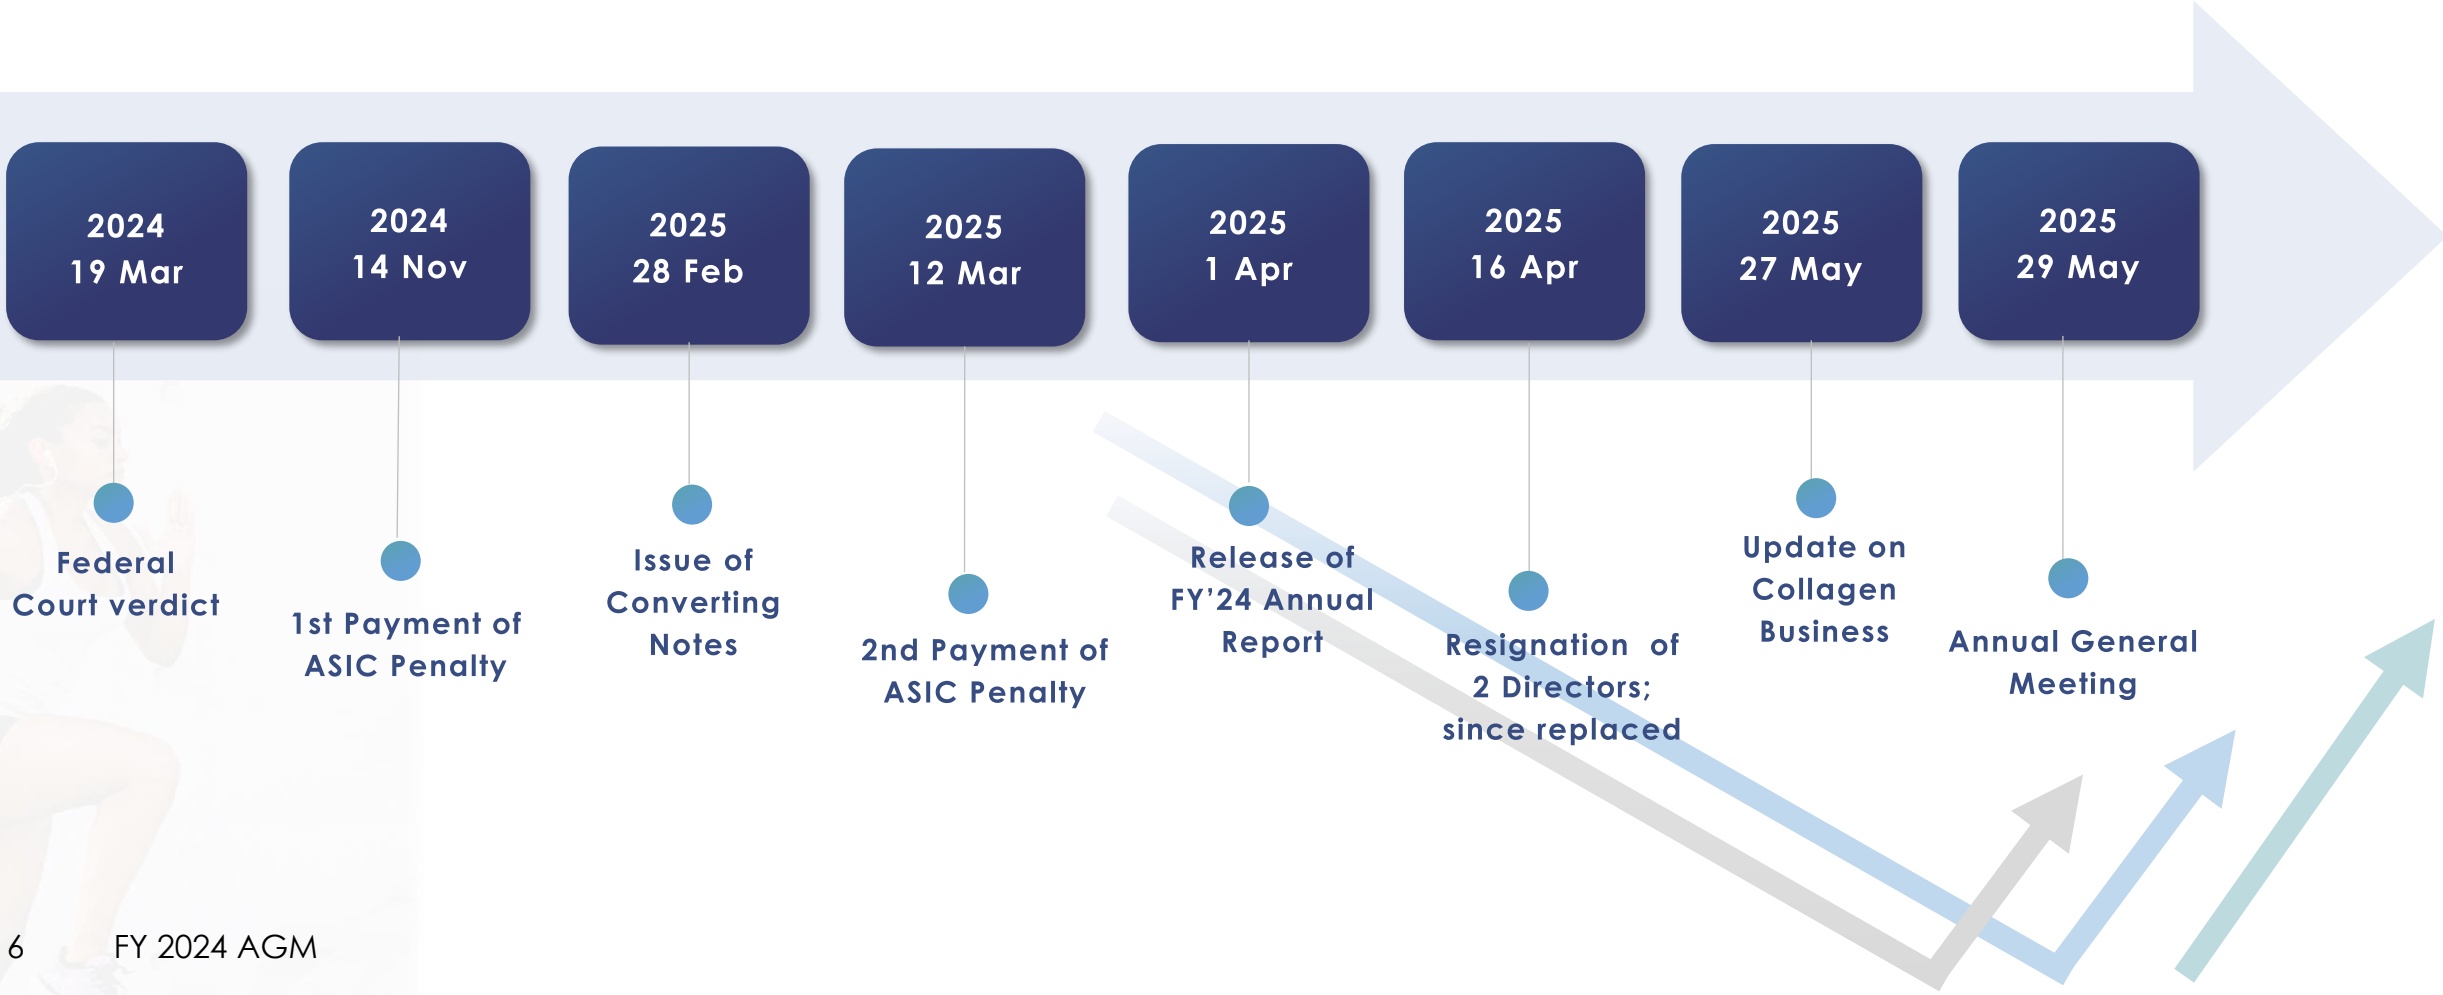 2024
19 Mar
2024
14 Nov
2025
28 Feb
2025
12 Mar
2025
1 Apr
2025
16 Apr
2025
27 May
2025
29 May
Federal
Court verdict
1st Payment of
ASIC Penalty
Issue of
Converting
Notes
2nd Payment of
ASIC Penalty
Release of
FY’24 Annual
Report
Resignation of
2 Directors;
since replaced
Update on
Collagen
Business
Annual General
Meeting
6 FY 2024 AGM